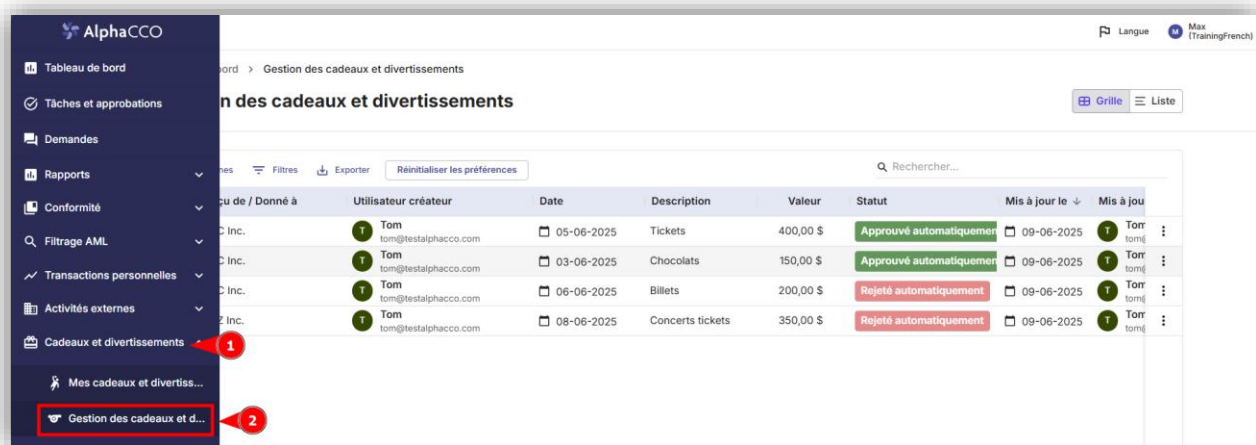 AlphaCCO
Langue
M
Max
(TrainingFrench)
Tableau de bord
Tâches et approbations
Demandes
Rapports
Conformité
Filtrage AML
Transactions personnelles
Activités externes
Cadeaux et divertissements
1
Mes cadeaux et divertiss...
Gestion des cadeaux et d...
2
ord > Gestion des cadeaux et divertissements
n des cadeaux et divertissements
Grille Liste
nes Filtres Exporter Réinitialiser les préférences Rechercher...
çu de / Donné à Utilisateur créateur Date Description Valeur Statut Mis à jour le ↓ Mis à jou
C Inc. T Tom 05-06-2025 Tickets 400,00 $ Approuvé automatiquemen 09-06-2025 T Tom
tom@testalphacco.com tom@
C Inc. T Tom 03-06-2025 Chocolats 150,00 $ Approuvé automatiquemen 09-06-2025 T Tom
tom@testalphacco.com tom@
C Inc. T Tom 06-06-2025 Billets 200,00 $ Rejeté automatiquement 09-06-2025 T Tom
tom@testalphacco.com tom@
Z Inc. T Tom 08-06-2025 Concerts tickets 350,00 $ Rejeté automatiquement 09-06-2025 T Tom
tom@testalphacco.com tom@